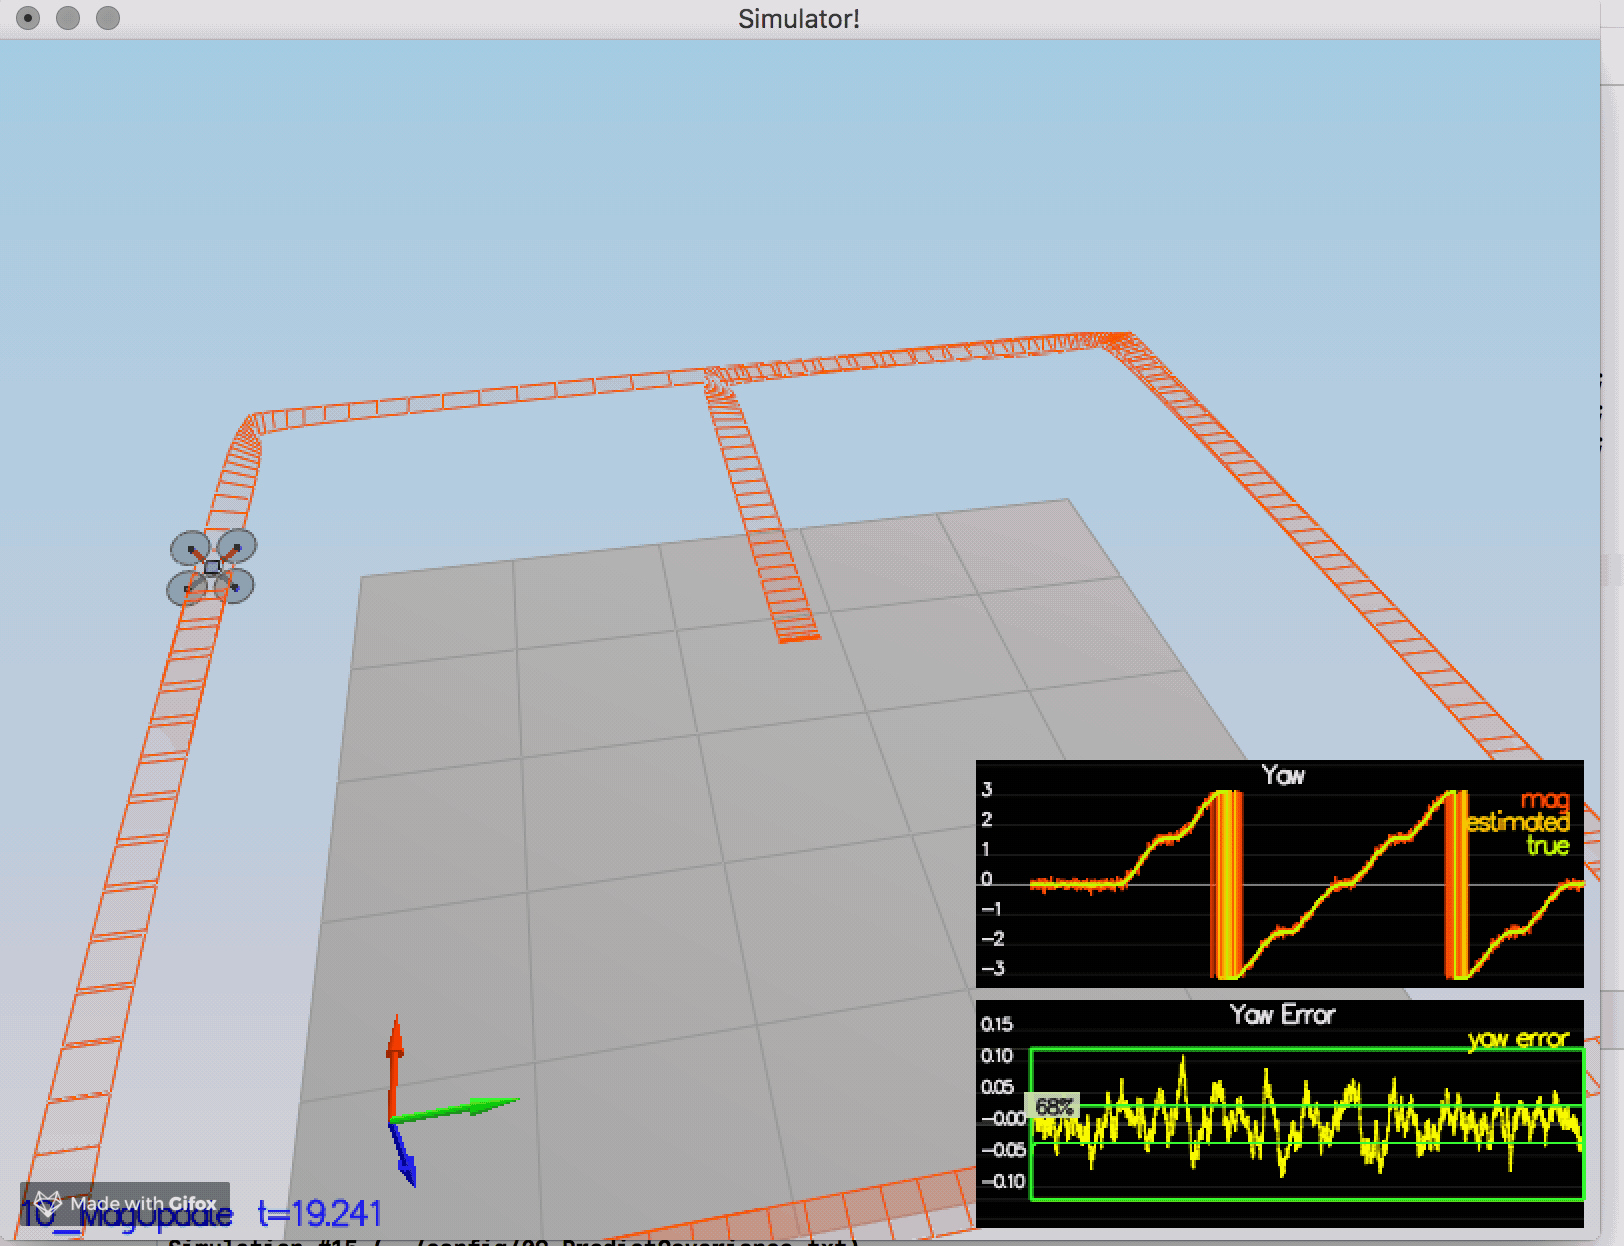 Simulator!
Yaw
3
2
1
0
−1
−2
−3
mag
estimated
true
Yaw Error
0.15
0.10
0.05
−0.00
−0.05
−0.10
yaw error
68%
Made with Gifox
10_MagUpdate t=19.241
Simulation #15 (../config/09_PredictCovariance.txt)